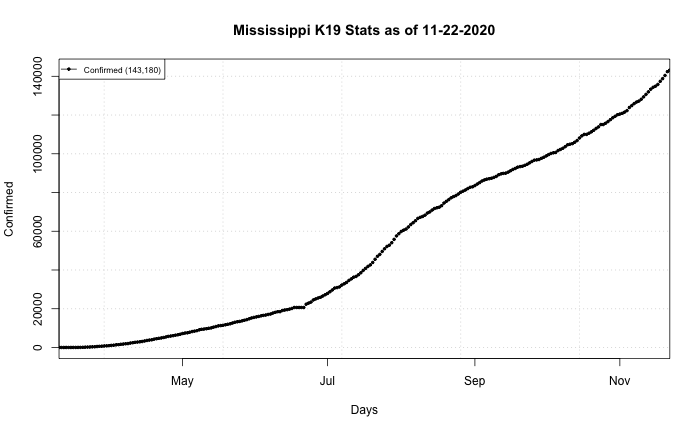 Mississippi K19 Stats as of 11-22-2020
Confirmed (143,180)
140000
100000
60000
20000
0
Confirmed
May Jul Sep Nov
Days